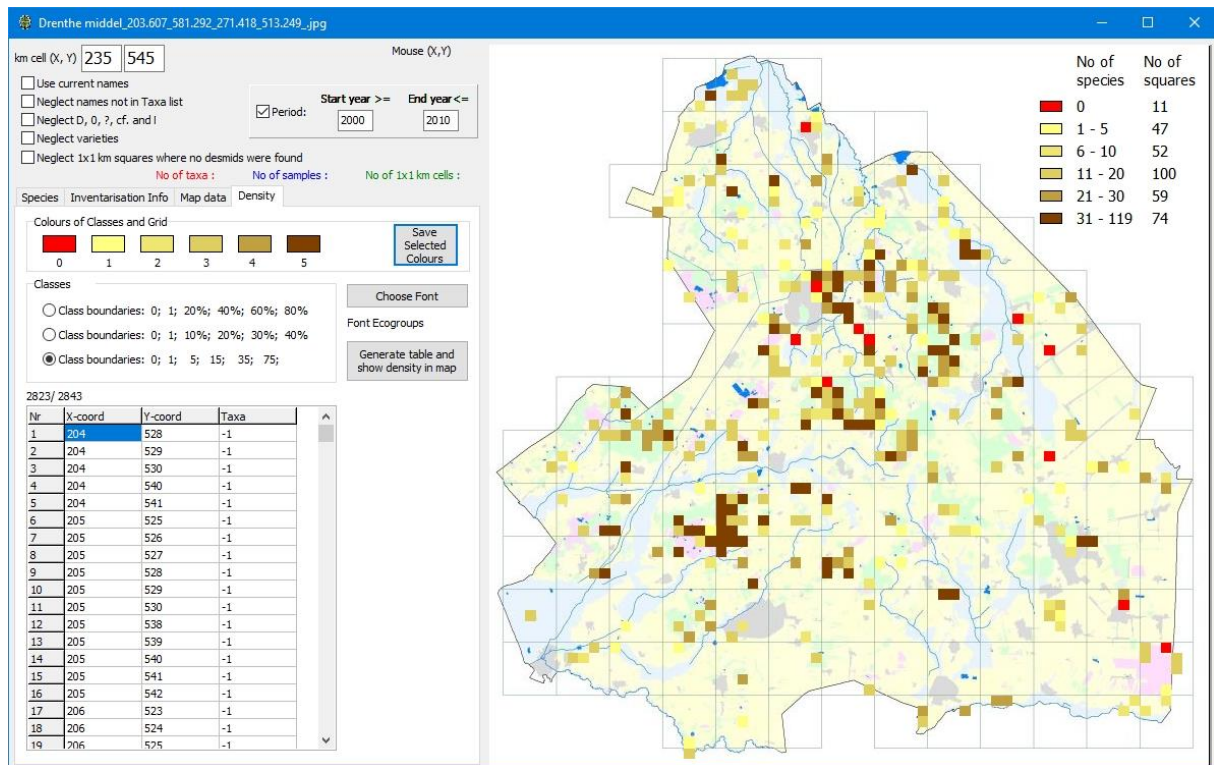 Drenthe middel_203.607_581.292_271.418_513.249_.jpg
km cell (X, Y) 235 545
Mouse (X,Y)
Use current names
Neglect names not in Taxa list
Neglect D, 0, ?, cf. and I
Neglect varieties
Neglect 1x1 km squares where no desmids were found
Period:
Start year >= End year<=
2000 2010
No of taxa : No of samples : No of 1x1 km cells :
Species Inventarisation Info Map data Density
Colours of Classes and Grid
0 1 2 3 4 5
Save
Selected
Colours
Classes
Class boundaries: 0; 1; 20%; 40%; 60%; 80%
Class boundaries: 0; 1; 10%; 20%; 30%; 40%
Class boundaries: 0; 1; 5; 15; 35; 75;
Choose Font
Font Ecogroups
Generate table and
show density in map
2823/ 2843
Nr X-coord Y-coord Taxa
1 204 528 -1
2 204 529 -1
3 204 530 -1
4 204 540 -1
5 204 541 -1
6 205 525 -1
7 205 526 -1
8 205 527 -1
9 205 528 -1
10 205 529 -1
11 205 530 -1
12 205 538 -1
13 205 539 -1
14 205 540 -1
15 205 541 -1
16 205 542 -1
17 206 523 -1
18 206 524 -1
19 206 525 -1
No of No of
species squares
0 11
1 - 5 47
6 - 10 52
11 - 20 100
21 - 30 59
31 - 119 74